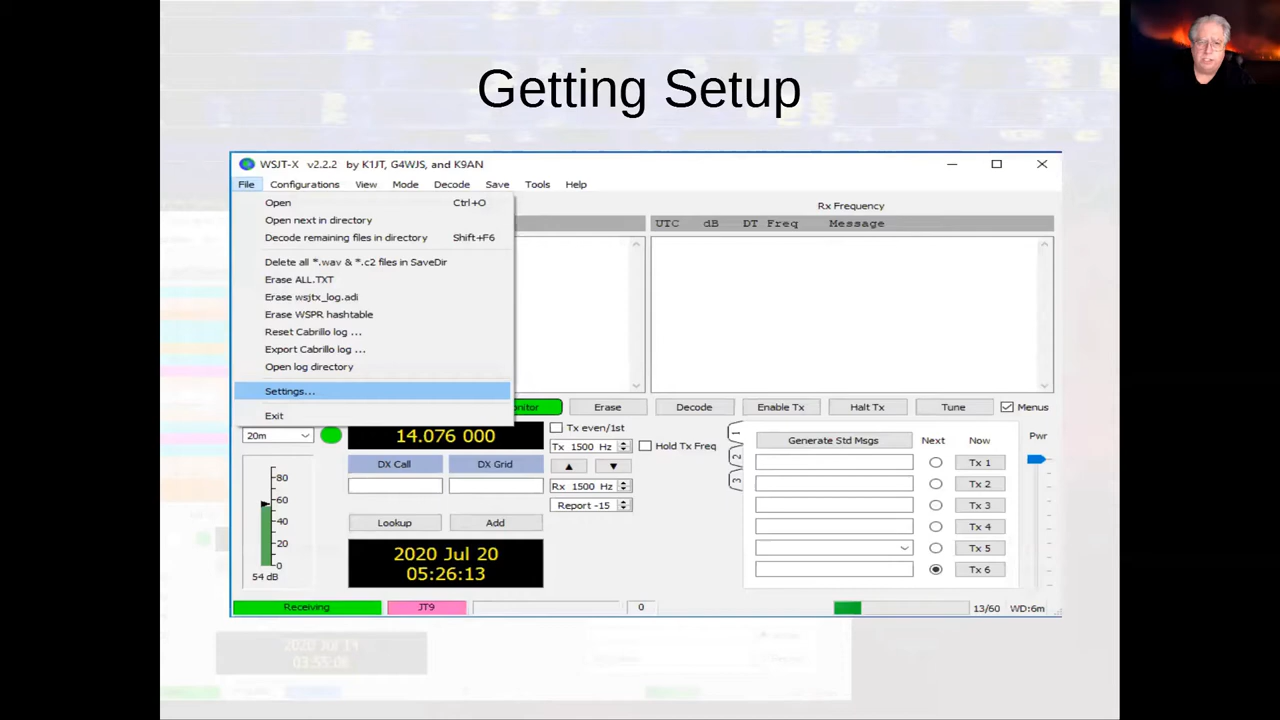 Getting Setup
WSJT-X v2.2.2 by K1JT, G4WJS, and K9AN
File Configurations View Mode Decode Save Tools Help
Open Ctrl+O
Open next in directory
Decode remaining files in directory Shift+F6
Delete all *.wav & *.c2 files in SaveDir
Erase ALL.TXT
Erase wsjtx_log.adi
Erase WSPR hashtable
Reset Cabrillo log ...
Export Cabrillo log ...
Open log directory
Settings...
Exit
Rx Frequency
UTC dB DT Freq Message
nitor Erase Decode Enable Tx Halt Tx Tune Menus
20m 14.076 000 Tx even/1st
Tx 1500 Hz Hold Tx Freq
DX Call DX Grid
Rx 1500 Hz
Report -15
Lookup Add
2020 Jul 20
05:26:13
80
60
40
20
0
54 dB
1
2
3
Generate Std Msgs Next Now Pwr
Tx 1
Tx 2
Tx 3
Tx 4
Tx 5
Tx 6
Receiving JT9 0 13/60 WD:6m
2020 Jul 19